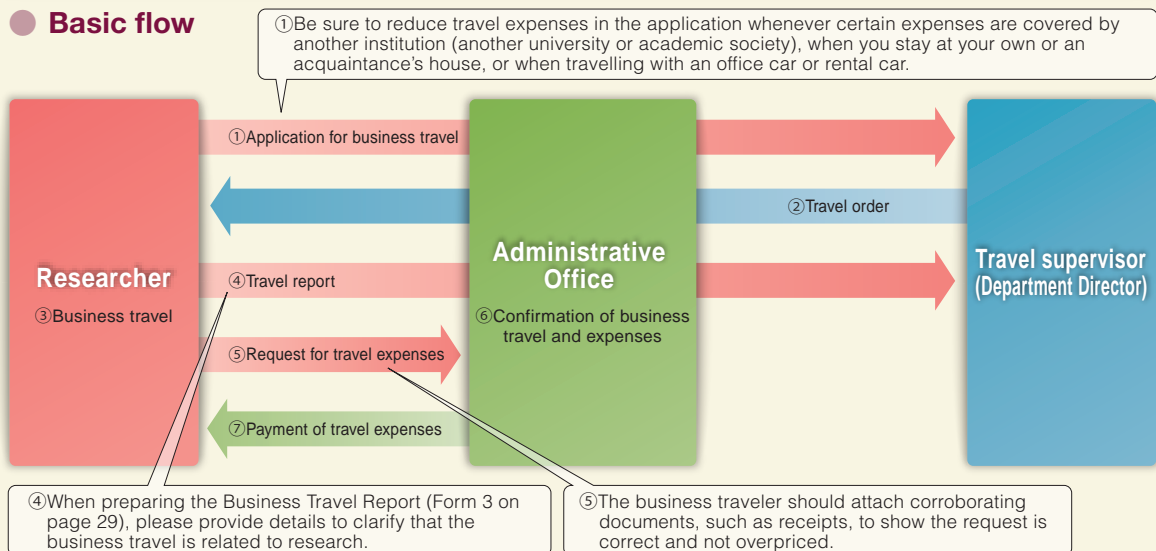 Basic flow
①Be sure to reduce travel expenses in the application whenever certain expenses are covered by
another institution (another university or academic society), when you stay at your own or an
acquaintance's house, or when travelling with an office car or rental car.
①Application for business travel
②Travel order
Researcher
③Business travel
④Travel report
Administrative
Office
⑥Confirmation of business
travel and expenses
Travel supervisor
(Department Director)
⑤Request for travel expenses
⑦Payment of travel expenses
④When preparing the Business Travel Report (Form 3 on
page 29), please provide details to clarify that the
business travel is related to research.
⑤The business traveler should attach corroborating
documents, such as receipts, to show the request is
correct and not overpriced.